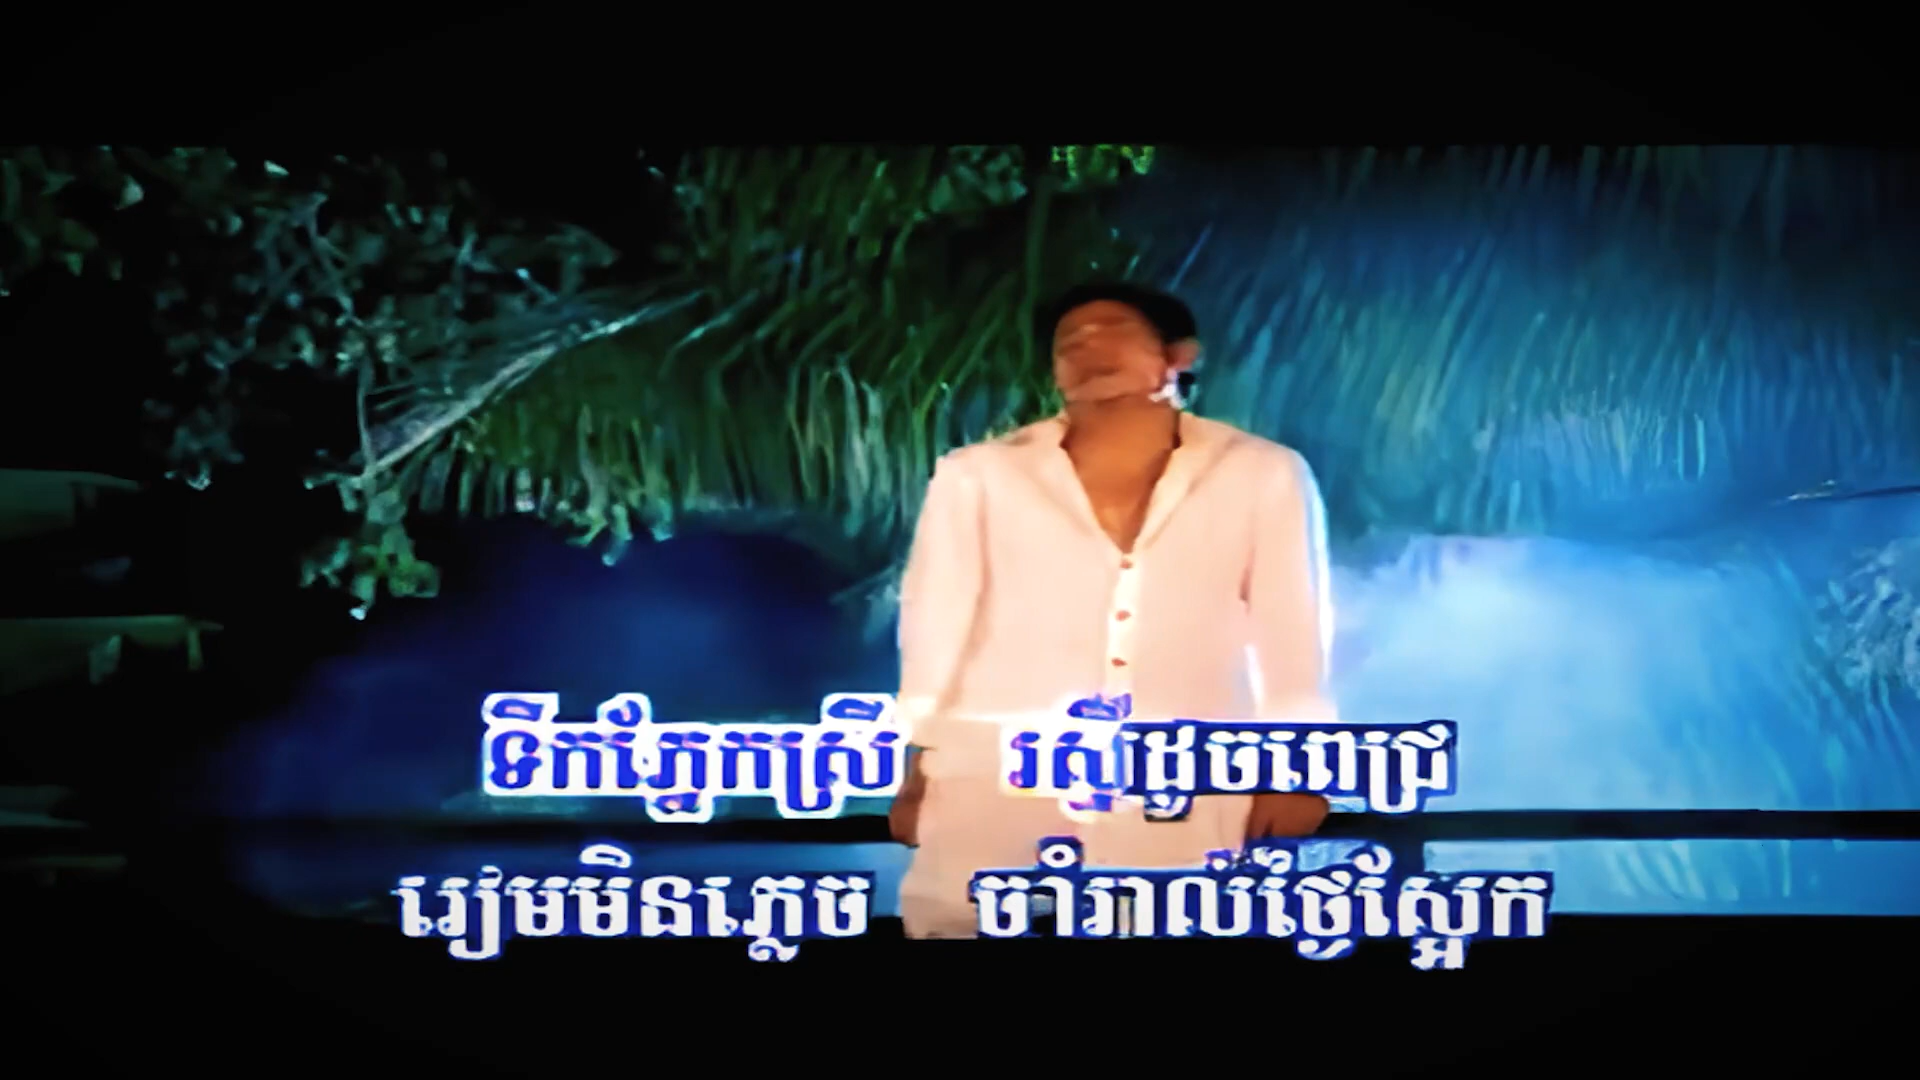 ទឹកភ្នែកស្រី រស្មីដូចពេជ្រ
រៀមមិនភ្លេច ចាំរាល់ថ្ងៃស្អែក